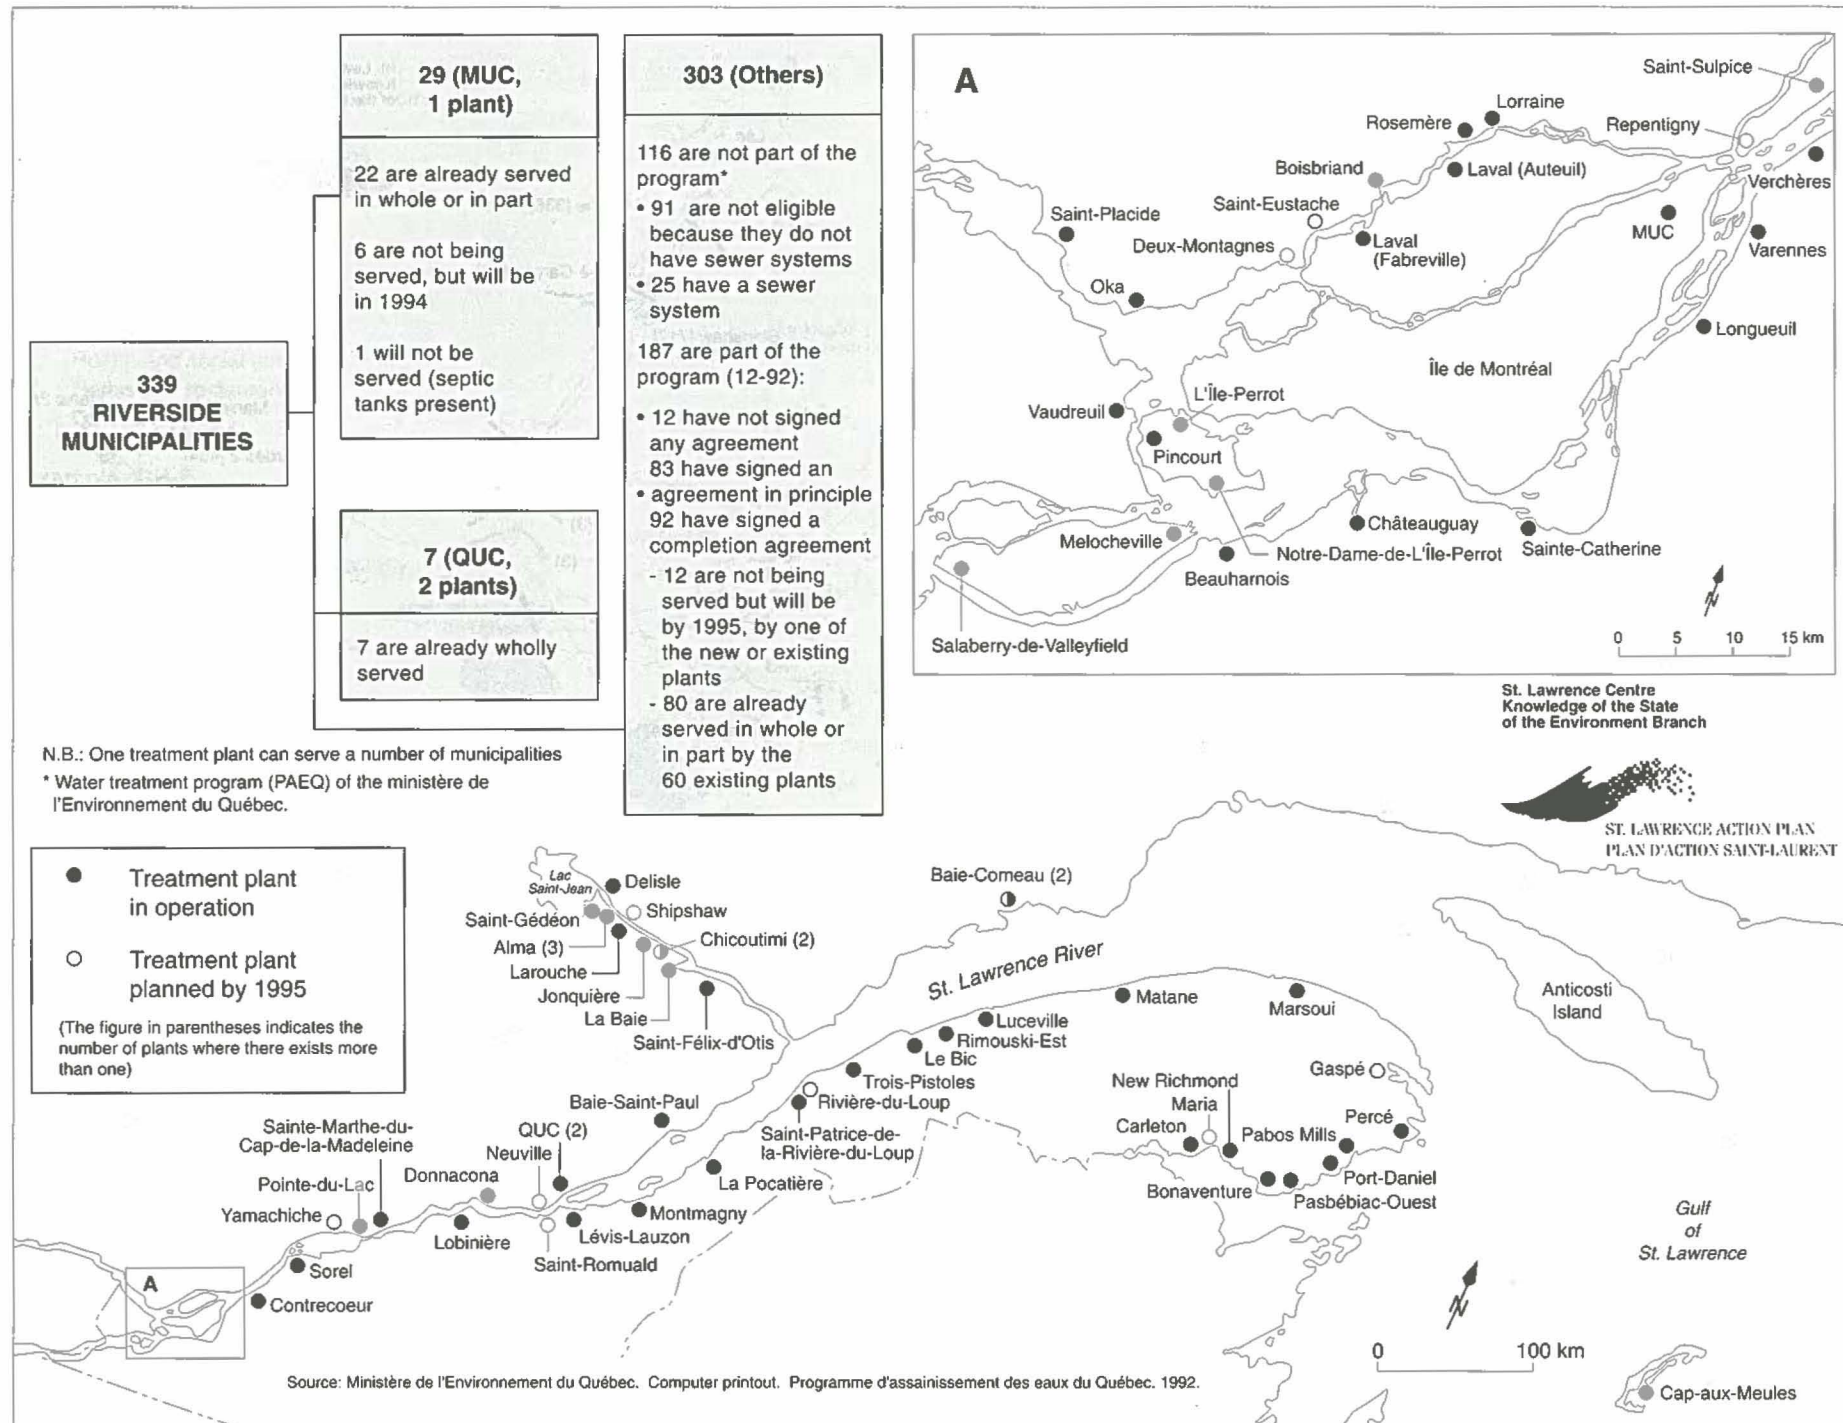 339
RIVERSIDE
MUNICIPALITIES
29 (MUC,
1 plant)
22 are already served
in whole or in part
6 are not being
served, but will be
in 1994
1 will not be
served (septic
tanks present)
7 (QUC,
2 plants)
7 are already wholly
served
303 (Others)
116 are not part of the
program*
• 91 are not eligible
because they do not
have sewer systems
• 25 have a sewer
system
187 are part of the
program (12-92):
• 12 have not signed
any agreement
83 have signed an
• agreement in principle
92 have signed a
completion agreement
- 12 are not being
served but will be
by 1995, by one of
the new or existing
plants
- 80 are already
served in whole or
in part by the
60 existing plants
N.B.: One treatment plant can serve a number of municipalities
* Water treatment program (PAEQ) of the ministère de
l'Environnement du Québec.
A
Saint-Sulpice
Lorraine
Rosemère
Repentigny
Boisbriand
Laval (Auteuil)
Verchères
Saint-Eustache
Saint-Placide
MUC
Deux-Montagnes
Laval
(Fabreville)
Varennes
Oka
Longueuil
Île de Montréal
L'Île-Perrot
Vaudreuil
Pincourt
Châteauguay
Melocheville
Notre-Dame-de-L'Île-Perrot
Sainte-Catherine
Beauharnois
Salaberry-de-Valleyfield
N
0 5 10 15 km
St. Lawrence Centre
Knowledge of the State
of the Environment Branch
ST. LAWRENCE ACTION PLAN
PLAN D'ACTION SAINT-LAURENT
Treatment plant
in operation
Treatment plant
planned by 1995
(The figure in parentheses indicates the
number of plants where there exists more
than one)
Lac
Saint-Jean
Delisle
Baie-Comeau (2)
Saint-Gédéon
Shipshaw
Alma (3)
Chicoutimi (2)
Larouche
Jonquière
La Baie
Saint-Félix-d'Otis
St. Lawrence River
Matane
Marsoui
Anticosti
Island
Luceville
Rimouski-Est
Le Bic
Trois-Pistoles
Rivière-du-Loup
Saint-Patrice-de-
la-Rivière-du-Loup
Gaspé
New Richmond
Maria
Carleton
Percé
Pabos Mills
Port-Daniel
Bonaventure
Pasbébiac-Ouest
Baie-Saint-Paul
Sainte-Marthe-du-
Cap-de-la-Madeleine
QUC (2)
Neuville
Donnacona
Pointe-du-Lac
Yamachiche
La Pocatière
Montmagny
Lobinière
Lévis-Lauzon
Saint-Romuald
Sorel
A
Contrecoeur
Gulf
of
St. Lawrence
N
0 100 km
Cap-aux-Meules
Source: Ministère de l'Environnement du Québec. Computer printout. Programme d'assainissement des eaux du Québec. 1992.